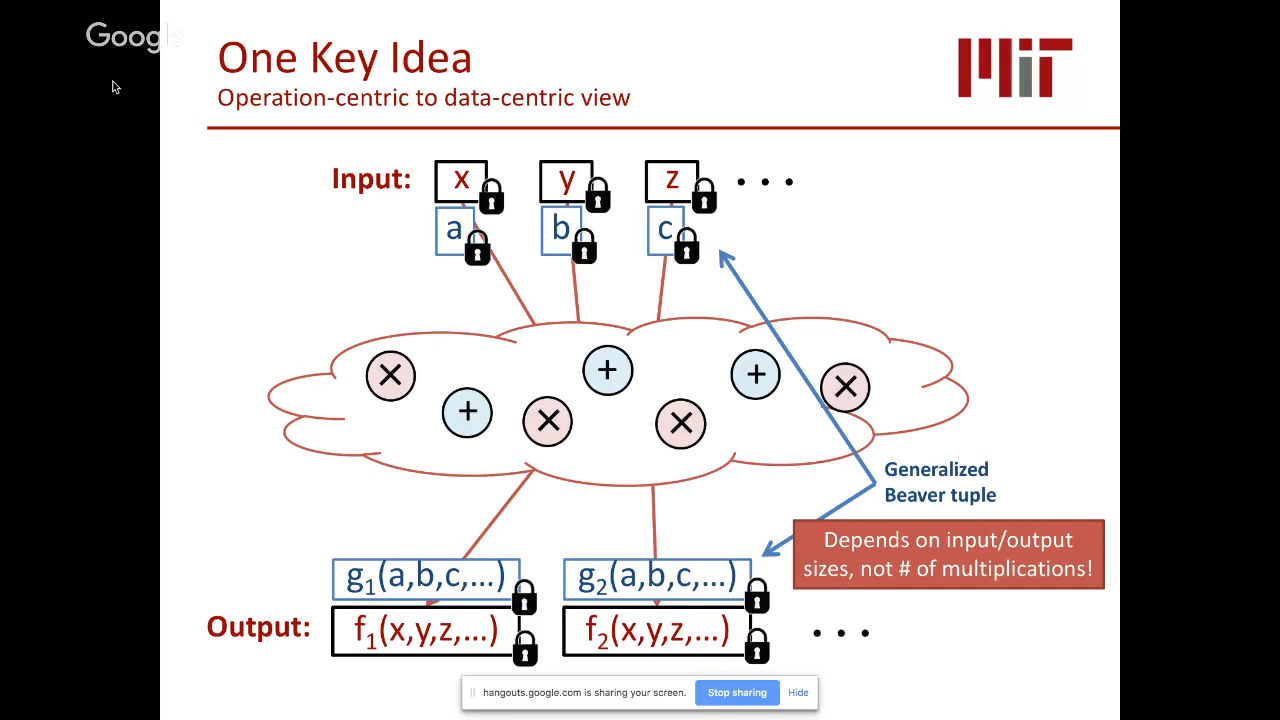 Google
One Key Idea
Operation-centric to data-centric view
MIT
Input: x y z . . .
a b c
× + × + × + ×
Generalized
Beaver tuple
Depends on input/output
sizes, not # of multiplications!
g₁(a,b,c,...) g₂(a,b,c,...)
Output: f₁(x,y,z,...) f₂(x,y,z,...) . . .
hangouts.google.com is sharing your screen. Stop sharing Hide